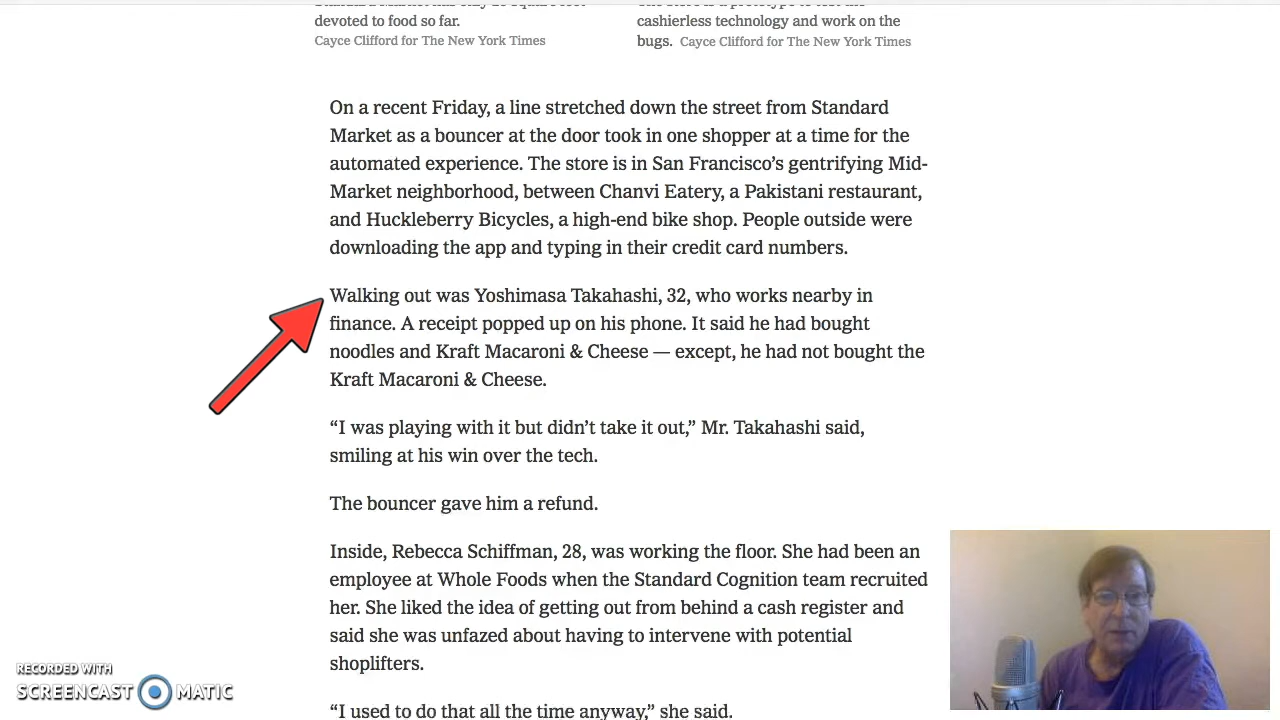 devoted to food so far.
Cayce Clifford for The New York Times
cashierless technology and work on the
bugs. Cayce Clifford for The New York Times
On a recent Friday, a line stretched down the street from Standard
Market as a bouncer at the door took in one shopper at a time for the
automated experience. The store is in San Francisco’s gentrifying Mid-
Market neighborhood, between Chanvi Eatery, a Pakistani restaurant,
and Huckleberry Bicycles, a high-end bike shop. People outside were
downloading the app and typing in their credit card numbers.
Walking out was Yoshimasa Takahashi, 32, who works nearby in
finance. A receipt popped up on his phone. It said he had bought
noodles and Kraft Macaroni & Cheese — except, he had not bought the
Kraft Macaroni & Cheese.
“I was playing with it but didn’t take it out,” Mr. Takahashi said,
smiling at his win over the tech.
The bouncer gave him a refund.
Inside, Rebecca Schiffman, 28, was working the floor. She had been an
employee at Whole Foods when the Standard Cognition team recruited
her. She liked the idea of getting out from behind a cash register and
said she was unfazed about having to intervene with potential
shoplifters.
“I used to do that all the time anyway,” she said.
RECORDED WITH
SCREENCAST MATIC